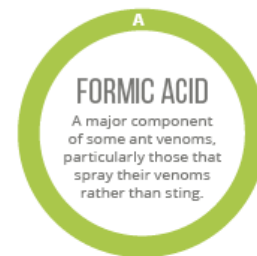 A
FORMIC ACID
A major component
of some ant venoms,
particularly those that
spray their venoms
rather than sting.